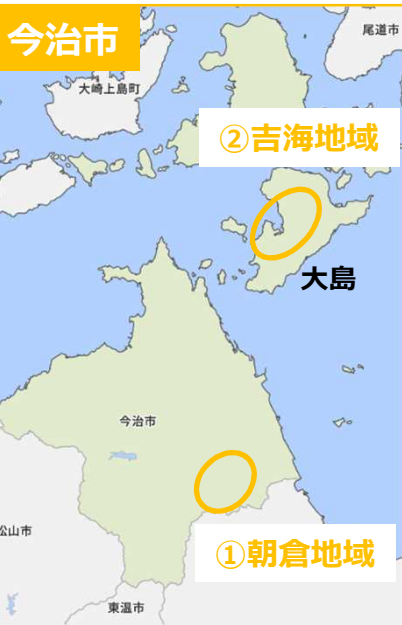 今治市
尾道市
大崎上島町
②吉海地域
大島
今治市
松山市
①朝倉地域
東温市